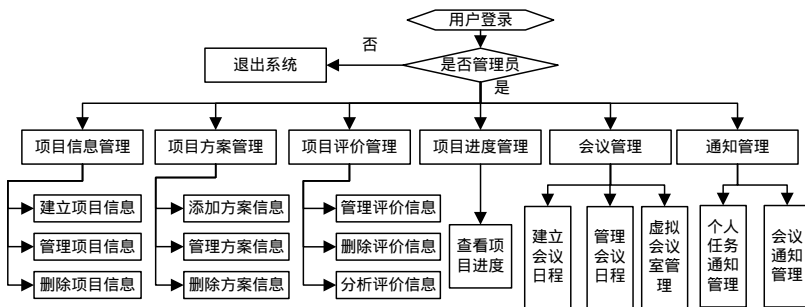 用户登录
否
退出系统
是否管理员
是
项目信息管理
项目方案管理
项目评价管理
项目进度管理
会议管理
通知管理
建立项目信息
管理项目信息
删除项目信息
添加方案信息
管理方案信息
删除方案信息
管理评价信息
删除评价信息
分析评价信息
查看项
目进度
建立
会议
日程
管理
会议
日程
虚拟
会议
室管
理
个人
任务
通知
管理
会议
通知
管理